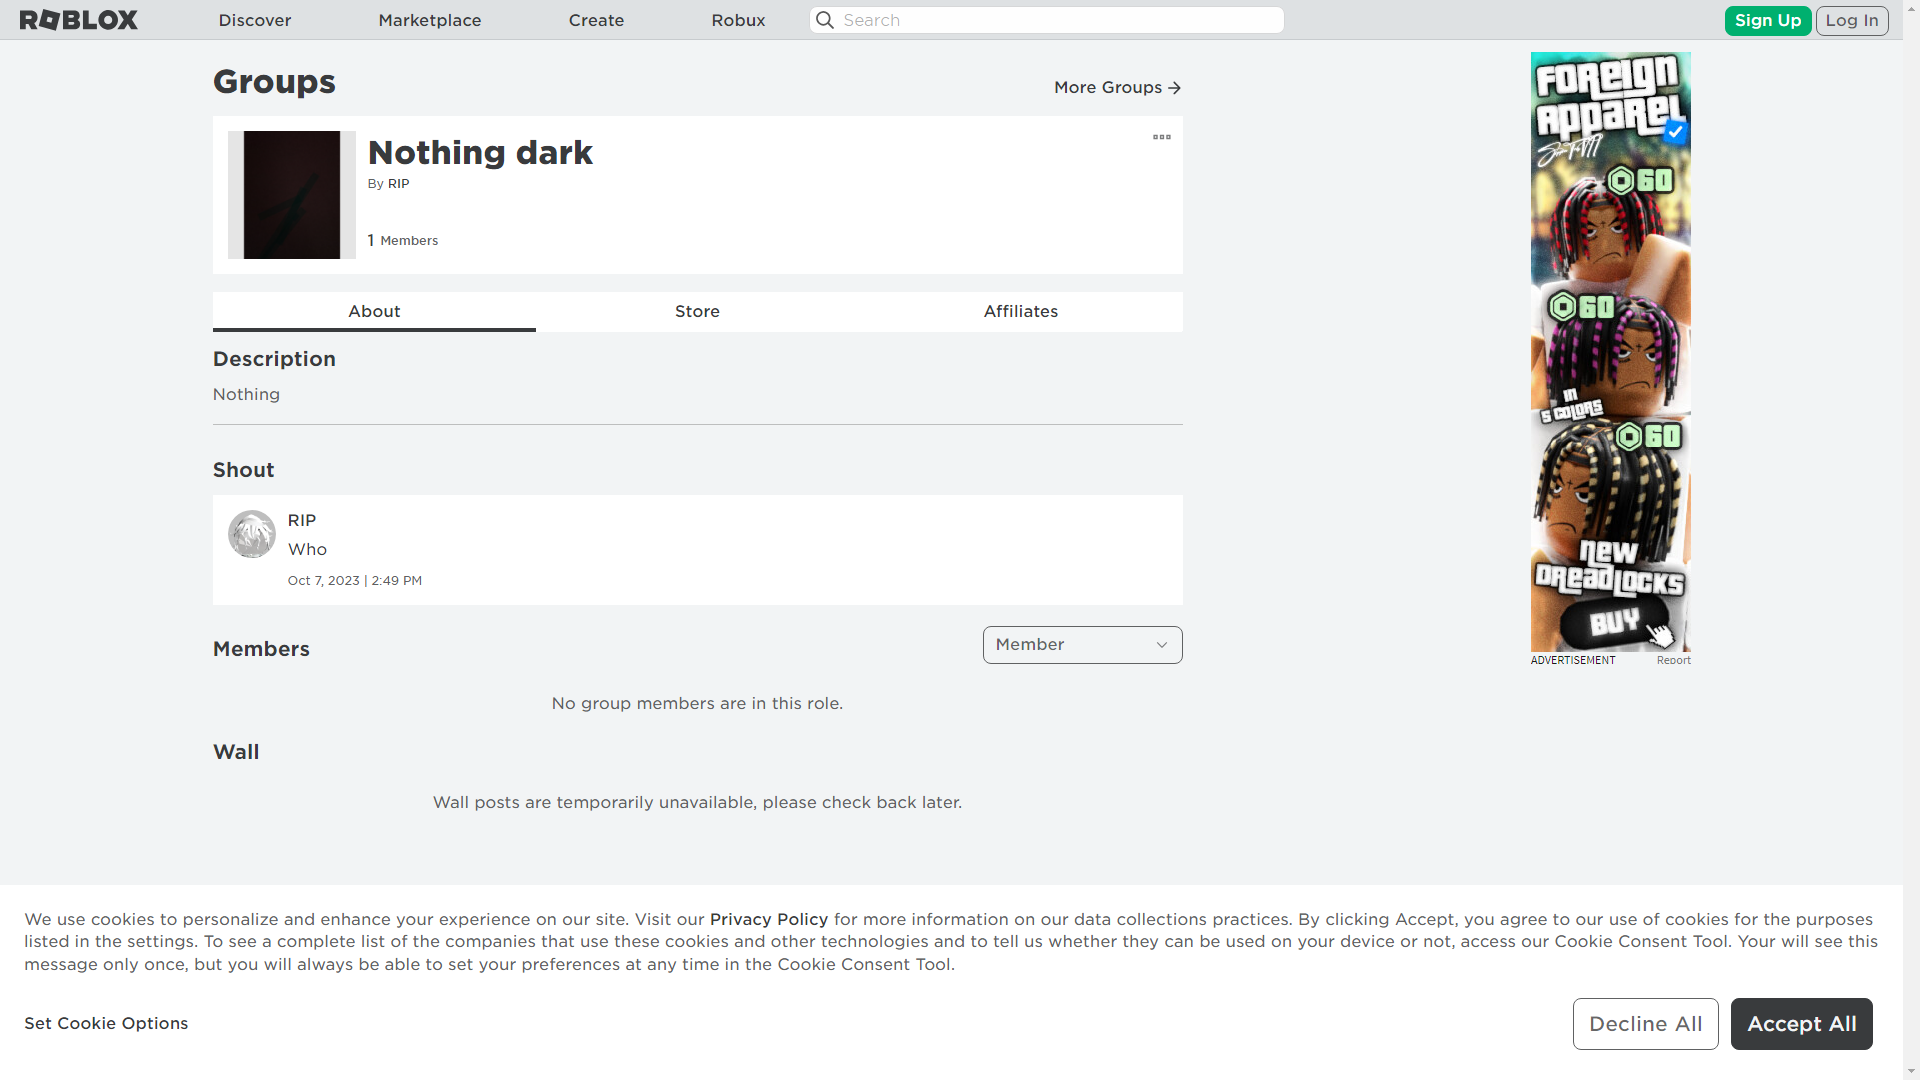 ROBLOX Discover Marketplace Create Robux Search Sign Up Log In
Groups
More Groups
Nothing dark
By RIP
1 Members
About Store Affiliates
Description
Nothing
Shout
RIP
Who
Oct 7, 2023 | 2:49 PM
Members
Member
No group members are in this role.
Wall
Wall posts are temporarily unavailable, please check back later.
FOREIGN
APPAREL
60
60
IN
5 COLORS
60
NEW
DREADLOCKS
BUY
ADVERTISEMENT Report
We use cookies to personalize and enhance your experience on our site. Visit our Privacy Policy for more information on our data collections practices. By clicking Accept, you agree to our use of cookies for the purposes
listed in the settings. To see a complete list of the companies that use these cookies and other technologies and to tell us whether they can be used on your device or not, access our Cookie Consent Tool. Your will see this
message only once, but you will always be able to set your preferences at any time in the Cookie Consent Tool.
Set Cookie Options
Decline All
Accept All